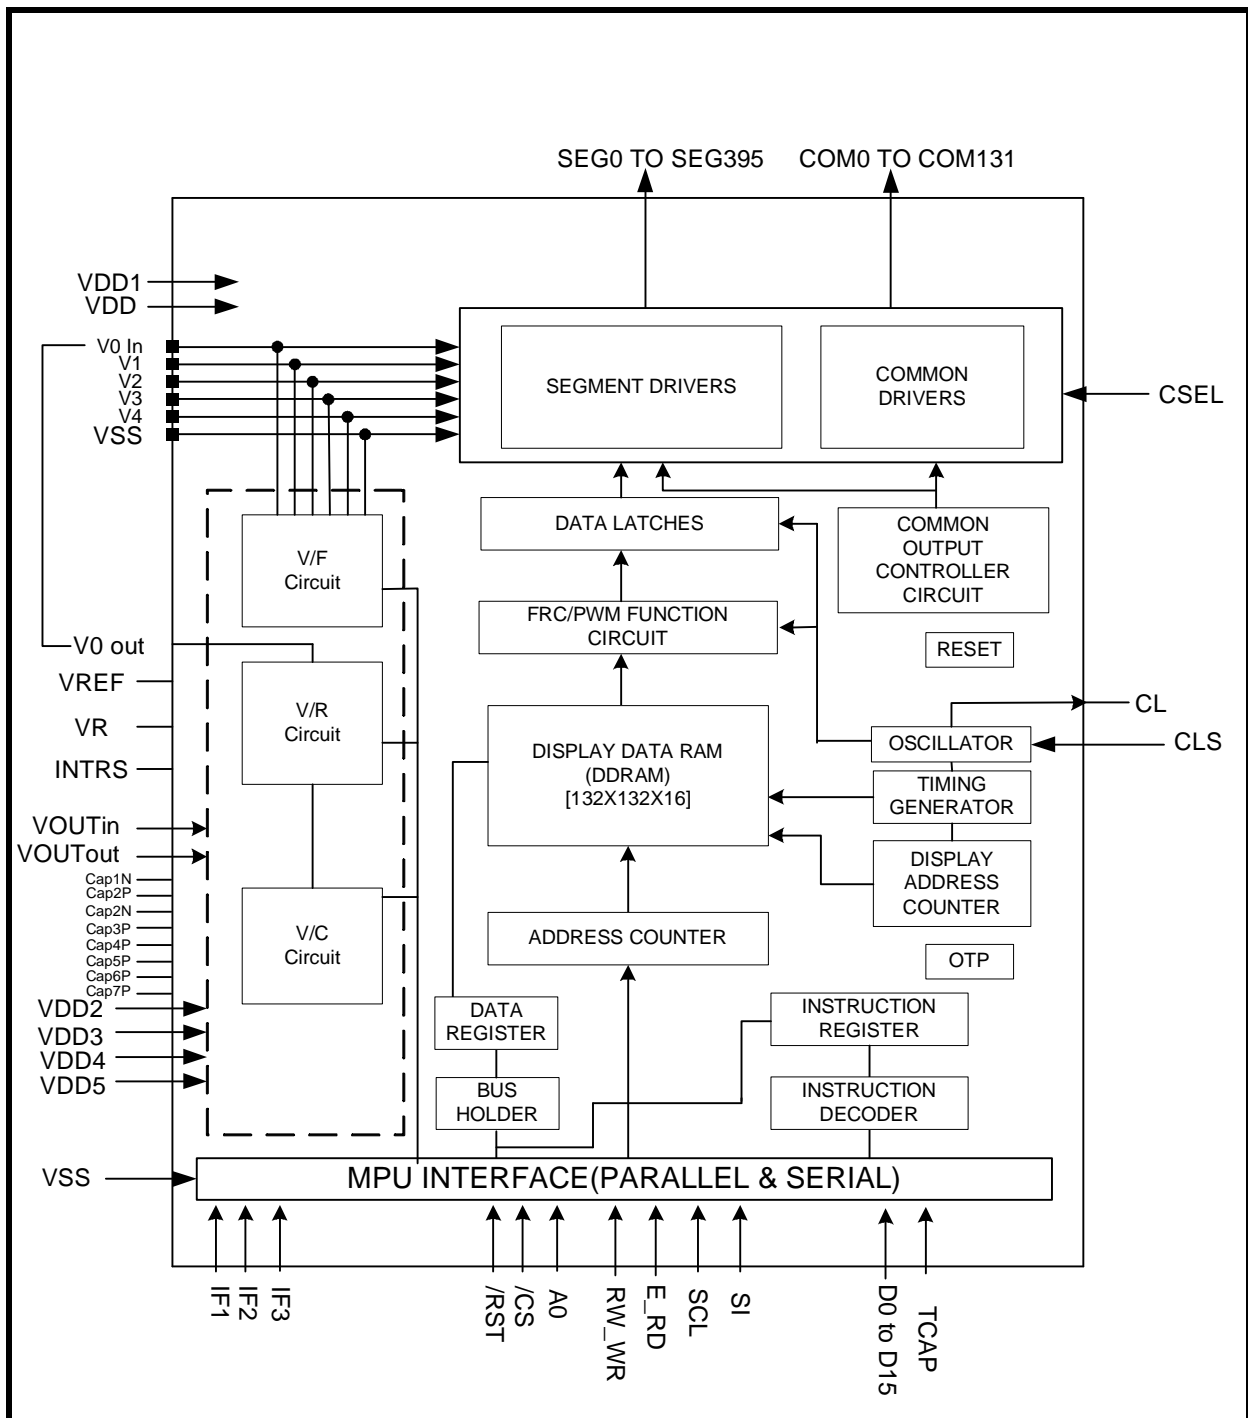 SEG0 TO SEG395
COM0 TO COM131
VDD1
VDD
V0 In
V1
V2
V3
V4
VSS
SEGMENT DRIVERS
COMMON
DRIVERS
CSEL
DATA LATCHES
COMMON
OUTPUT
CONTROLLER
CIRCUIT
V/F
Circuit
FRC/PWM FUNCTION
CIRCUIT
RESET
V0 out
VREF
VR
INTRS
V/R
Circuit
DISPLAY DATA RAM
(DDRAM)
[132X132X16]
CL
OSCILLATOR
CLS
TIMING
GENERATOR
VOUTin
VOUTout
DISPLAY
ADDRESS
COUNTER
Cap1N
Cap2P
Cap2N
Cap3P
Cap4P
Cap5P
Cap6P
Cap7P
V/C
Circuit
ADDRESS COUNTER
OTP
VDD2
VDD3
VDD4
VDD5
DATA
REGISTER
INSTRUCTION
REGISTER
BUS
HOLDER
INSTRUCTION
DECODER
VSS
MPU INTERFACE(PARALLEL & SERIAL)
IF1
IF2
IF3
/RST
/CS
A0
RW_WR
E_RD
SCL
SI
D0 to D15
TCAP